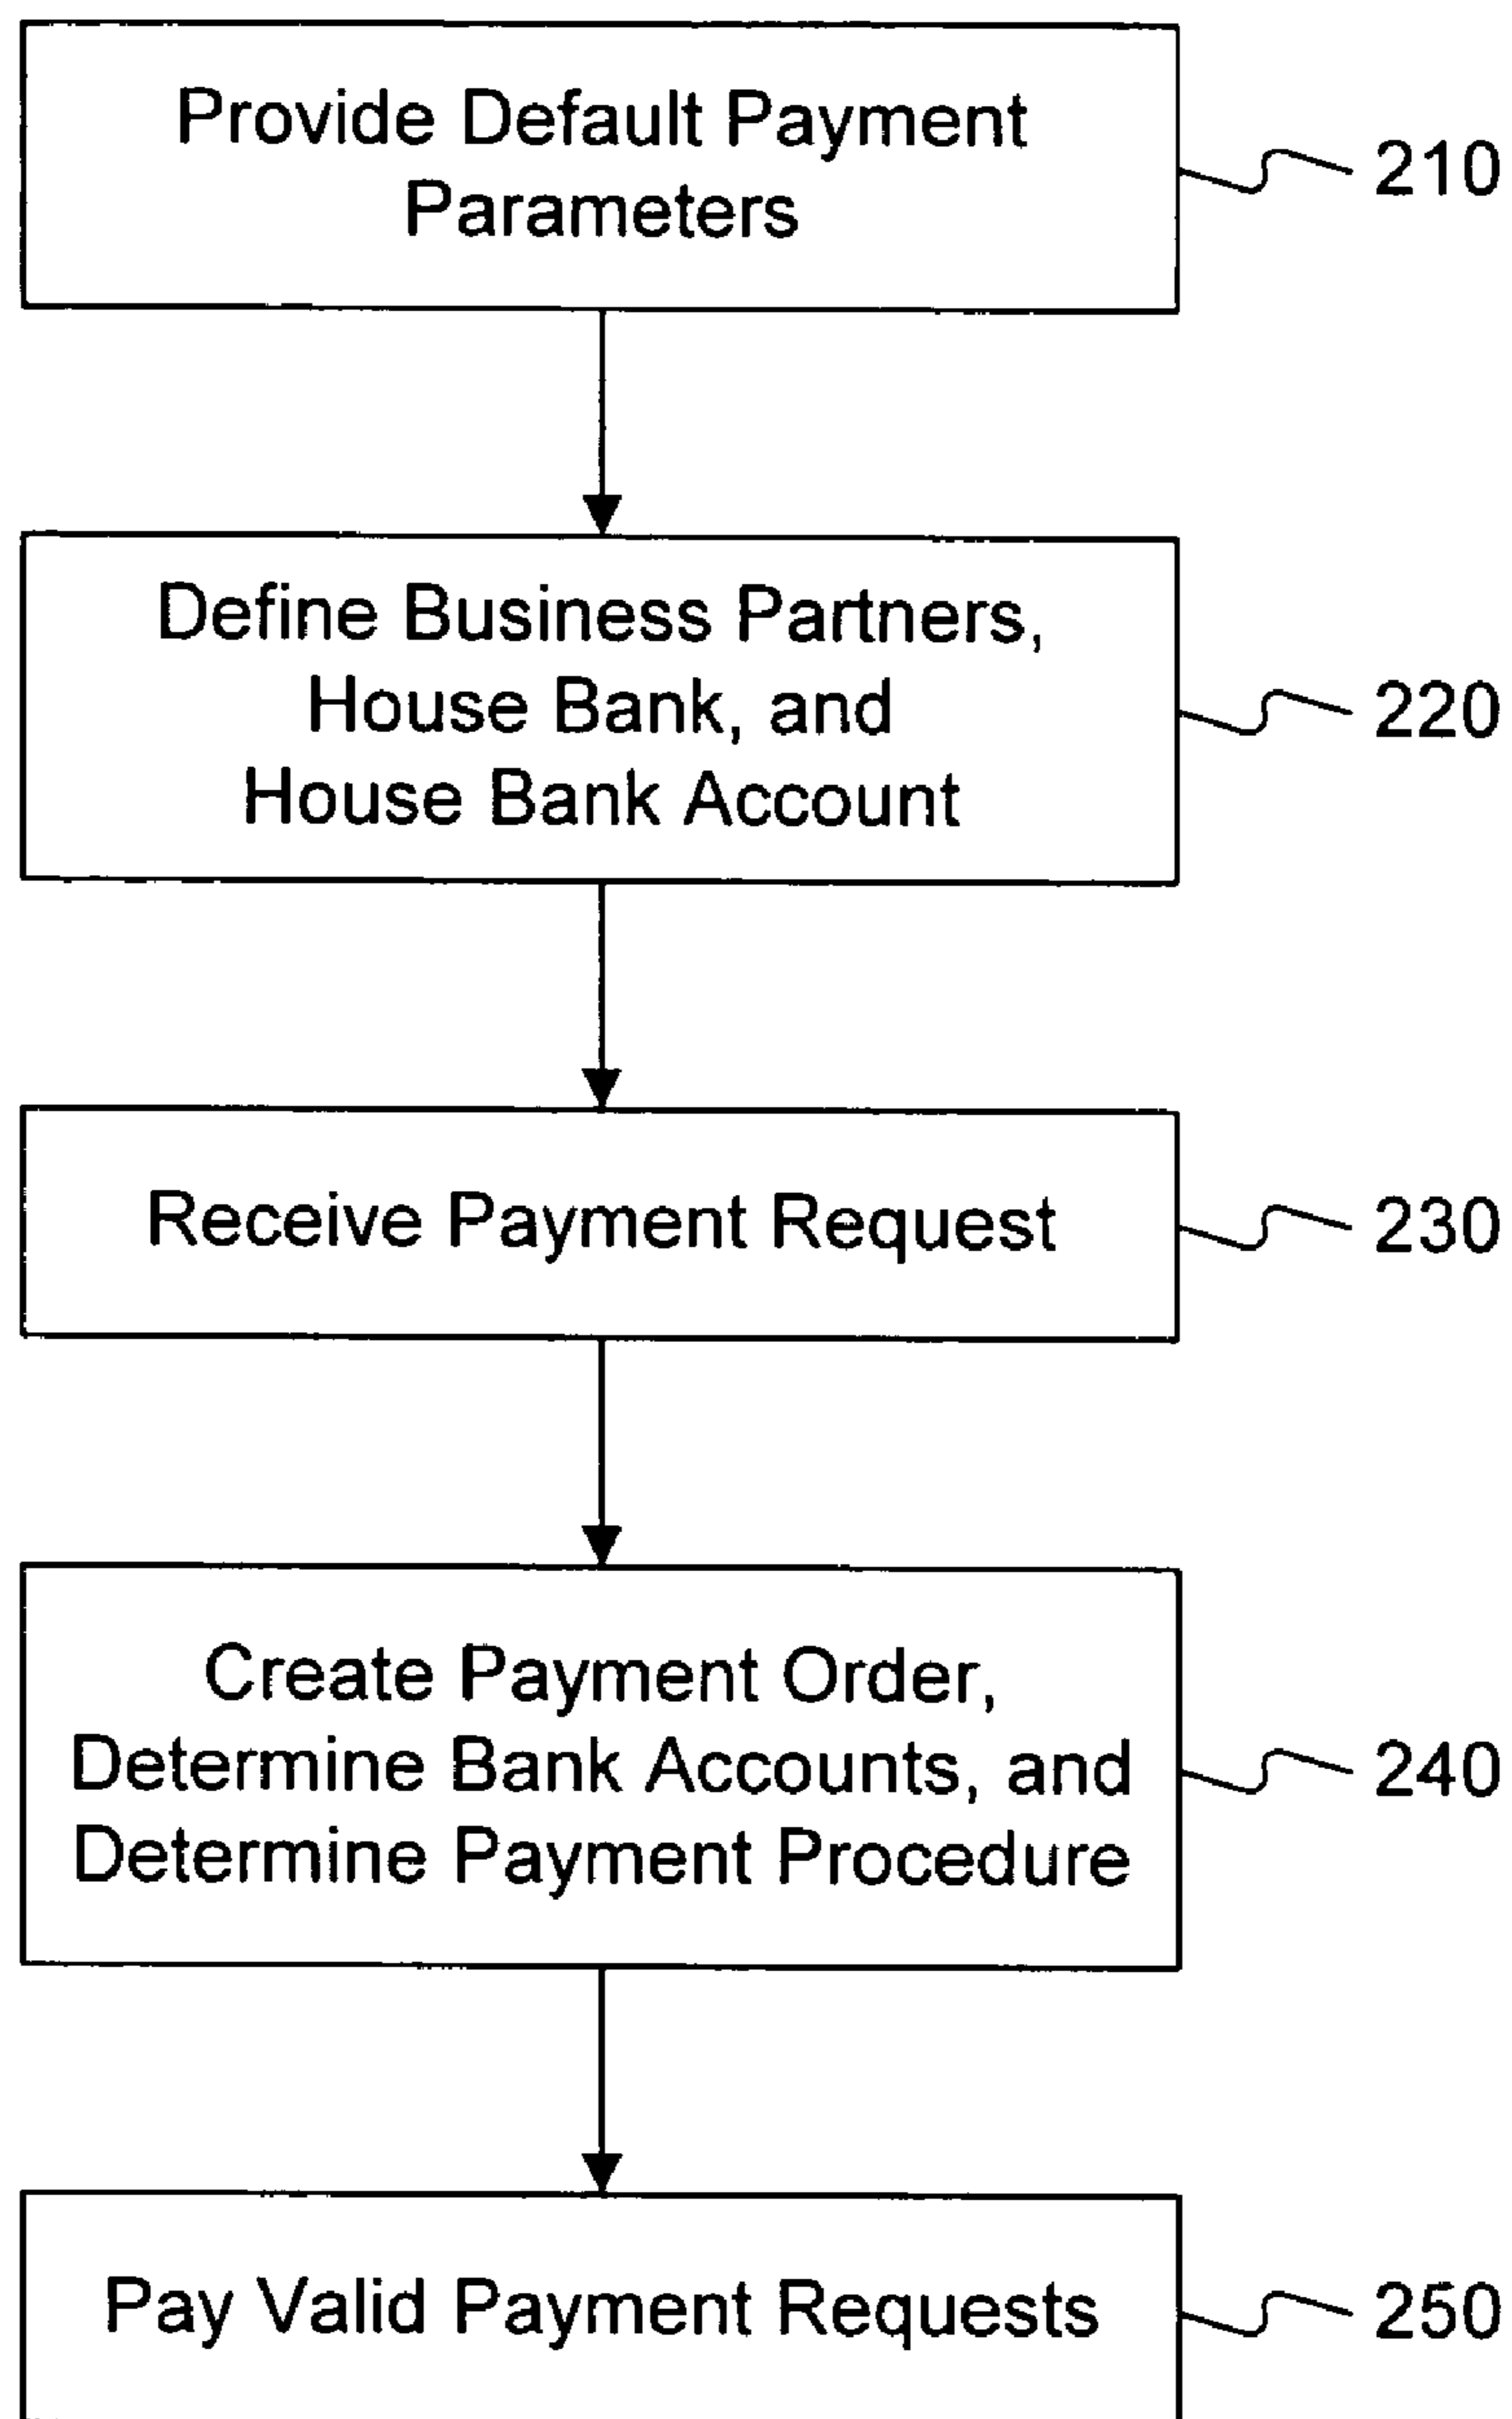 Provide Default Payment
Parameters
210
Define Business Partners,
House Bank, and
House Bank Account
220
Receive Payment Request
230
Create Payment Order,
Determine Bank Accounts, and
Determine Payment Procedure
240
Pay Valid Payment Requests
250